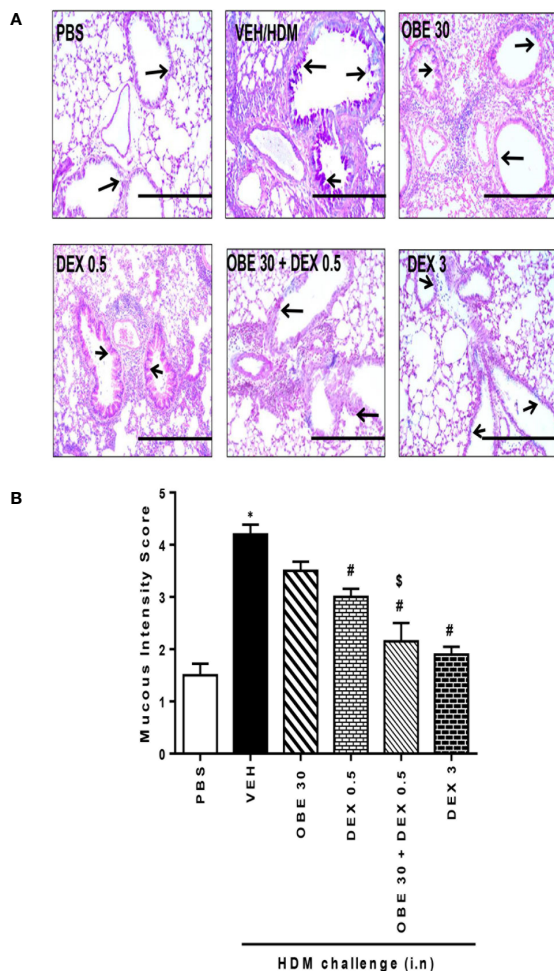 A
PBS
VEH/HDM
OBE 30
DEX 0.5
OBE 30 + DEX 0.5
DEX 3
B
Mucous Intensity Score
5
4
3
2
1
0
*
#
$
#
#
PBS
VEH
OBE 30
DEX 0.5
OBE 30 + DEX 0.5
DEX 3
HDM challenge (i.n)